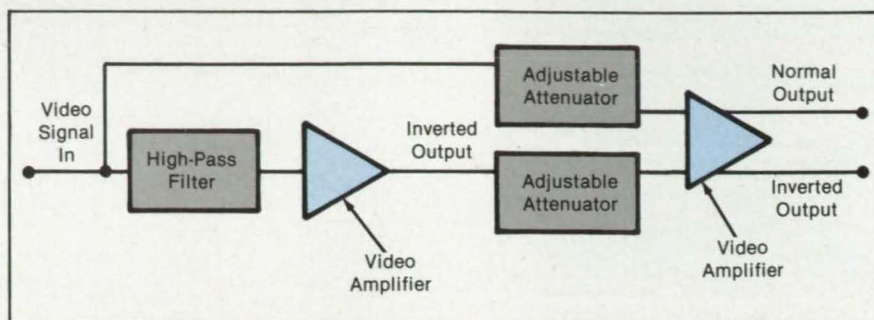 Video
Signal
In
High-Pass
Filter
Inverted
Output
Video
Amplifier
Adjustable
Attenuator
Adjustable
Attenuator
Normal
Output
Inverted
Output
Video
Amplifier